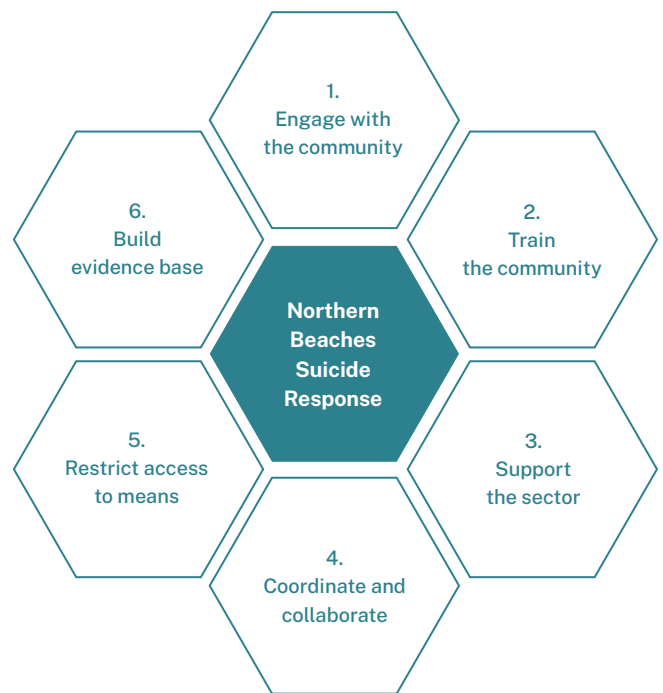 1.
Engage with
the community
2.
Train
the community
3.
Support
the sector
4.
Coordinate and
collaborate
5.
Restrict access
to means
6.
Build
evidence base
Northern
Beaches
Suicide
Response